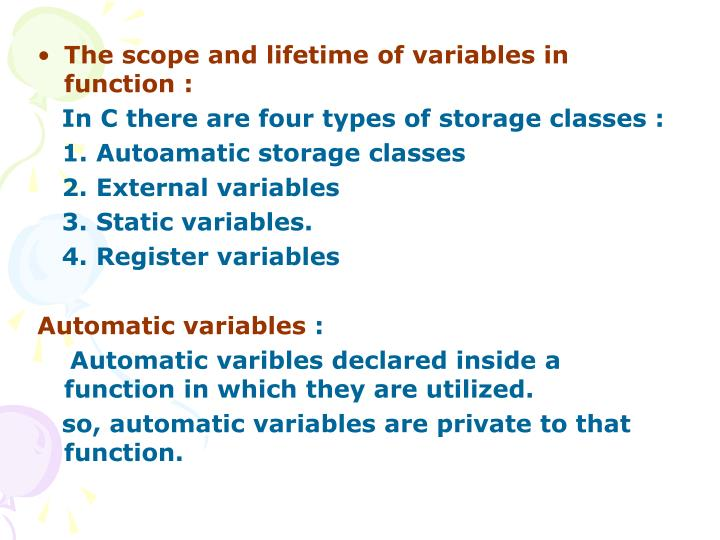 • The scope and lifetime of variables in
function :
In C there are four types of storage classes :
1. Autoamatic storage classes
2. External variables
3. Static variables.
4. Register variables
Automatic variables :
Automatic varibles declared inside a
function in which they are utilized.
so, automatic variables are private to that
function.